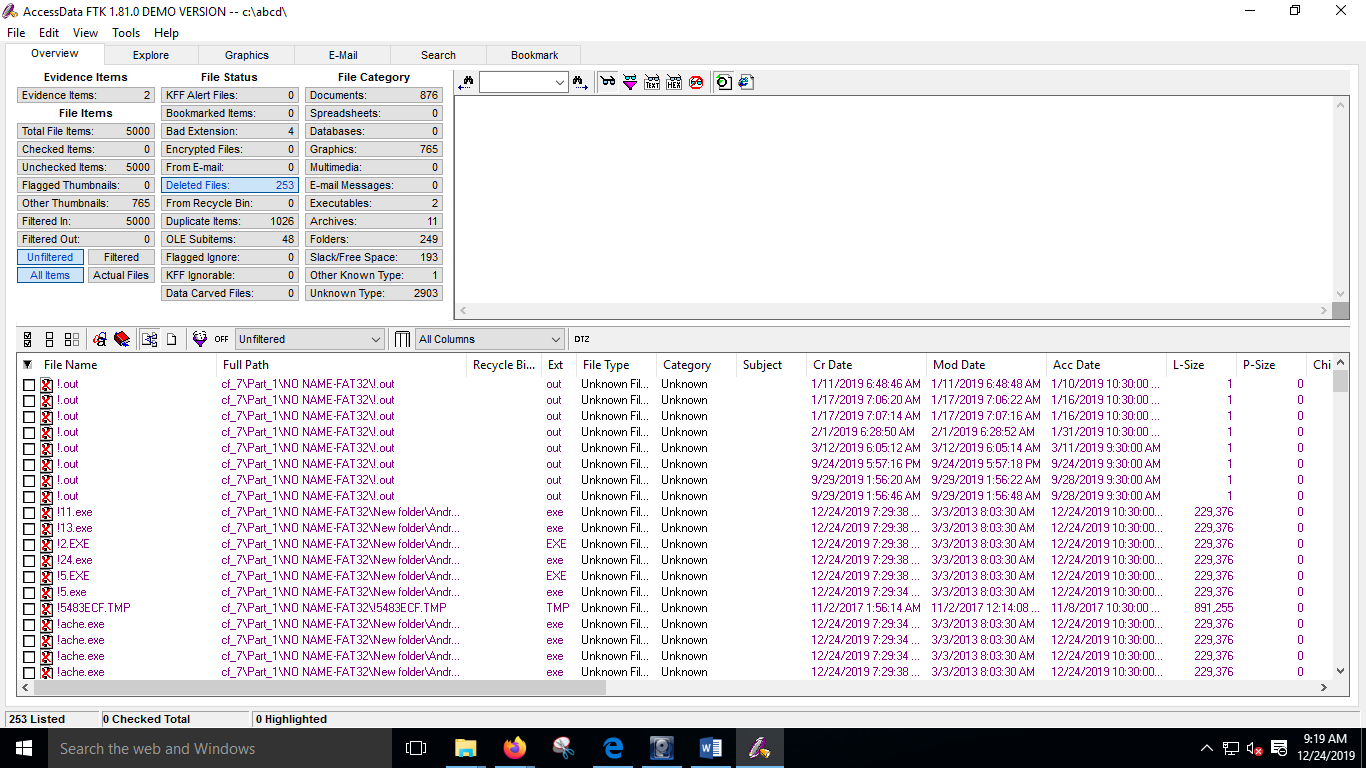 AccessData FTK 1.81.0 DEMO VERSION -- c:\abcd\
File Edit View Tools Help
Overview Explore Graphics E-Mail Search Bookmark
Evidence Items File Status File Category
Evidence Items: 2 KFF Alert Files: 0 Documents: 876
File Items Bookmarked Items: 0 Spreadsheets: 0
Total File Items: 5000 Bad Extension: 4 Databases: 0
Checked Items: 0 Encrypted Files: 0 Graphics: 765
Unchecked Items: 5000 From E-mail: 0 Multimedia: 0
Flagged Thumbnails: 0 Deleted Files: 253 E-mail Messages: 0
Other Thumbnails: 765 From Recycle Bin: 0 Executables: 2
Filtered In: 5000 Duplicate Items: 1026 Archives: 11
Filtered Out: 0 OLE Subitems: 48 Folders: 249
Unfiltered Filtered Flagged Ignore: 0 Slack/Free Space: 193
All Items Actual Files KFF Ignorable: 0 Other Known Type: 1
Data Carved Files: 0 Unknown Type: 2903
TEXT HEX
OFF Unfiltered All Columns DTZ
File Name Full Path Recycle Bi... Ext File Type Category Subject Cr Date Mod Date Acc Date L-Size P-Size Chi
!.out cf_7\Part_1\NO NAME-FAT32\!.out out Unknown Fil... Unknown 1/11/2019 6:48:46 AM 1/11/2019 6:48:48 AM 1/10/2019 10:30:00 ... 1 0
!.out cf_7\Part_1\NO NAME-FAT32\!.out out Unknown Fil... Unknown 1/17/2019 7:06:20 AM 1/17/2019 7:06:22 AM 1/16/2019 10:30:00 ... 1 0
!.out cf_7\Part_1\NO NAME-FAT32\!.out out Unknown Fil... Unknown 1/17/2019 7:07:14 AM 1/17/2019 7:07:16 AM 1/16/2019 10:30:00 ... 1 0
!.out cf_7\Part_1\NO NAME-FAT32\!.out out Unknown Fil... Unknown 2/1/2019 6:28:50 AM 2/1/2019 6:28:52 AM 1/31/2019 10:30:00 ... 1 0
!.out cf_7\Part_1\NO NAME-FAT32\!.out out Unknown Fil... Unknown 3/12/2019 6:05:12 AM 3/12/2019 6:05:14 AM 3/11/2019 9:30:00 AM 1 0
!.out cf_7\Part_1\NO NAME-FAT32\!.out out Unknown Fil... Unknown 9/24/2019 5:57:16 PM 9/24/2019 5:57:18 PM 9/24/2019 9:30:00 AM 1 0
!.out cf_7\Part_1\NO NAME-FAT32\!.out out Unknown Fil... Unknown 9/29/2019 1:56:20 AM 9/29/2019 1:56:22 AM 9/28/2019 9:30:00 AM 1 0
!.out cf_7\Part_1\NO NAME-FAT32\!.out out Unknown Fil... Unknown 9/29/2019 1:56:46 AM 9/29/2019 1:56:48 AM 9/28/2019 9:30:00 AM 1 0
!11.exe cf_7\Part_1\NO NAME-FAT32\New folder\Andr... exe Unknown Fil... Unknown 12/24/2019 7:29:38 ... 3/3/2013 8:03:30 AM 12/24/2019 10:30:00... 229,376 0
!13.exe cf_7\Part_1\NO NAME-FAT32\New folder\Andr... exe Unknown Fil... Unknown 12/24/2019 7:29:38 ... 3/3/2013 8:03:30 AM 12/24/2019 10:30:00... 229,376 0
!2.EXE cf_7\Part_1\NO NAME-FAT32\New folder\Andr... EXE Unknown Fil... Unknown 12/24/2019 7:29:38 ... 3/3/2013 8:03:30 AM 12/24/2019 10:30:00... 229,376 0
!24.exe cf_7\Part_1\NO NAME-FAT32\New folder\Andr... exe Unknown Fil... Unknown 12/24/2019 7:29:38 ... 3/3/2013 8:03:30 AM 12/24/2019 10:30:00... 229,376 0
!5.EXE cf_7\Part_1\NO NAME-FAT32\New folder\Andr... EXE Unknown Fil... Unknown 12/24/2019 7:29:38 ... 3/3/2013 8:03:30 AM 12/24/2019 10:30:00... 229,376 0
!5.exe cf_7\Part_1\NO NAME-FAT32\New folder\Andr... exe Unknown Fil... Unknown 12/24/2019 7:29:34 ... 3/3/2013 8:03:30 AM 12/24/2019 10:30:00... 229,376 0
!5483ECF.TMP cf_7\Part_1\NO NAME-FAT32\!5483ECF.TMP TMP Unknown Fil... Unknown 11/2/2017 1:56:14 AM 11/2/2017 12:14:08 ... 11/8/2017 10:30:00 ... 891,255 0
!ache.exe cf_7\Part_1\NO NAME-FAT32\New folder\Andr... exe Unknown Fil... Unknown 12/24/2019 7:29:34 ... 3/3/2013 8:03:30 AM 12/24/2019 10:30:00... 229,376 0
!ache.exe cf_7\Part_1\NO NAME-FAT32\New folder\Andr... exe Unknown Fil... Unknown 12/24/2019 7:29:34 ... 3/3/2013 8:03:30 AM 12/24/2019 10:30:00... 229,376 0
!ache.exe cf_7\Part_1\NO NAME-FAT32\New folder\Andr... exe Unknown Fil... Unknown 12/24/2019 7:29:34 ... 3/3/2013 8:03:30 AM 12/24/2019 10:30:00... 229,376 0
!ache.exe cf_7\Part_1\NO NAME-FAT32\New folder\Andr... exe Unknown Fil... Unknown 12/24/2019 7:29:38 ... 3/3/2013 8:03:30 AM 12/24/2019 10:30:00... 229,376 0
253 Listed 0 Checked Total 0 Highlighted
Search the web and Windows
9:19 AM
12/24/2019